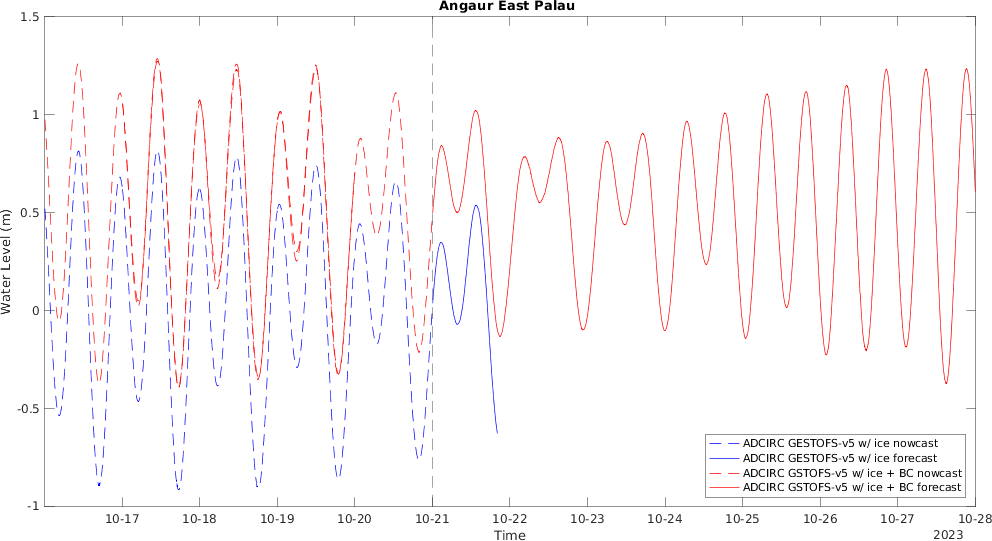 Angaur East Palau
1.5
1
0.5
0
-0.5
-1
Water Level (m)
ADCIRC GESTOFS-v5 w/ ice nowcast
ADCIRC GESTOFS-v5 w/ ice forecast
ADCIRC GSTOFS-v5 w/ ice + BC nowcast
ADCIRC GSTOFS-v5 w/ ice + BC forecast
10-17 10-18 10-19 10-20 10-21 10-22 10-23 10-24 10-25 10-26 10-27 10-28
Time
2023